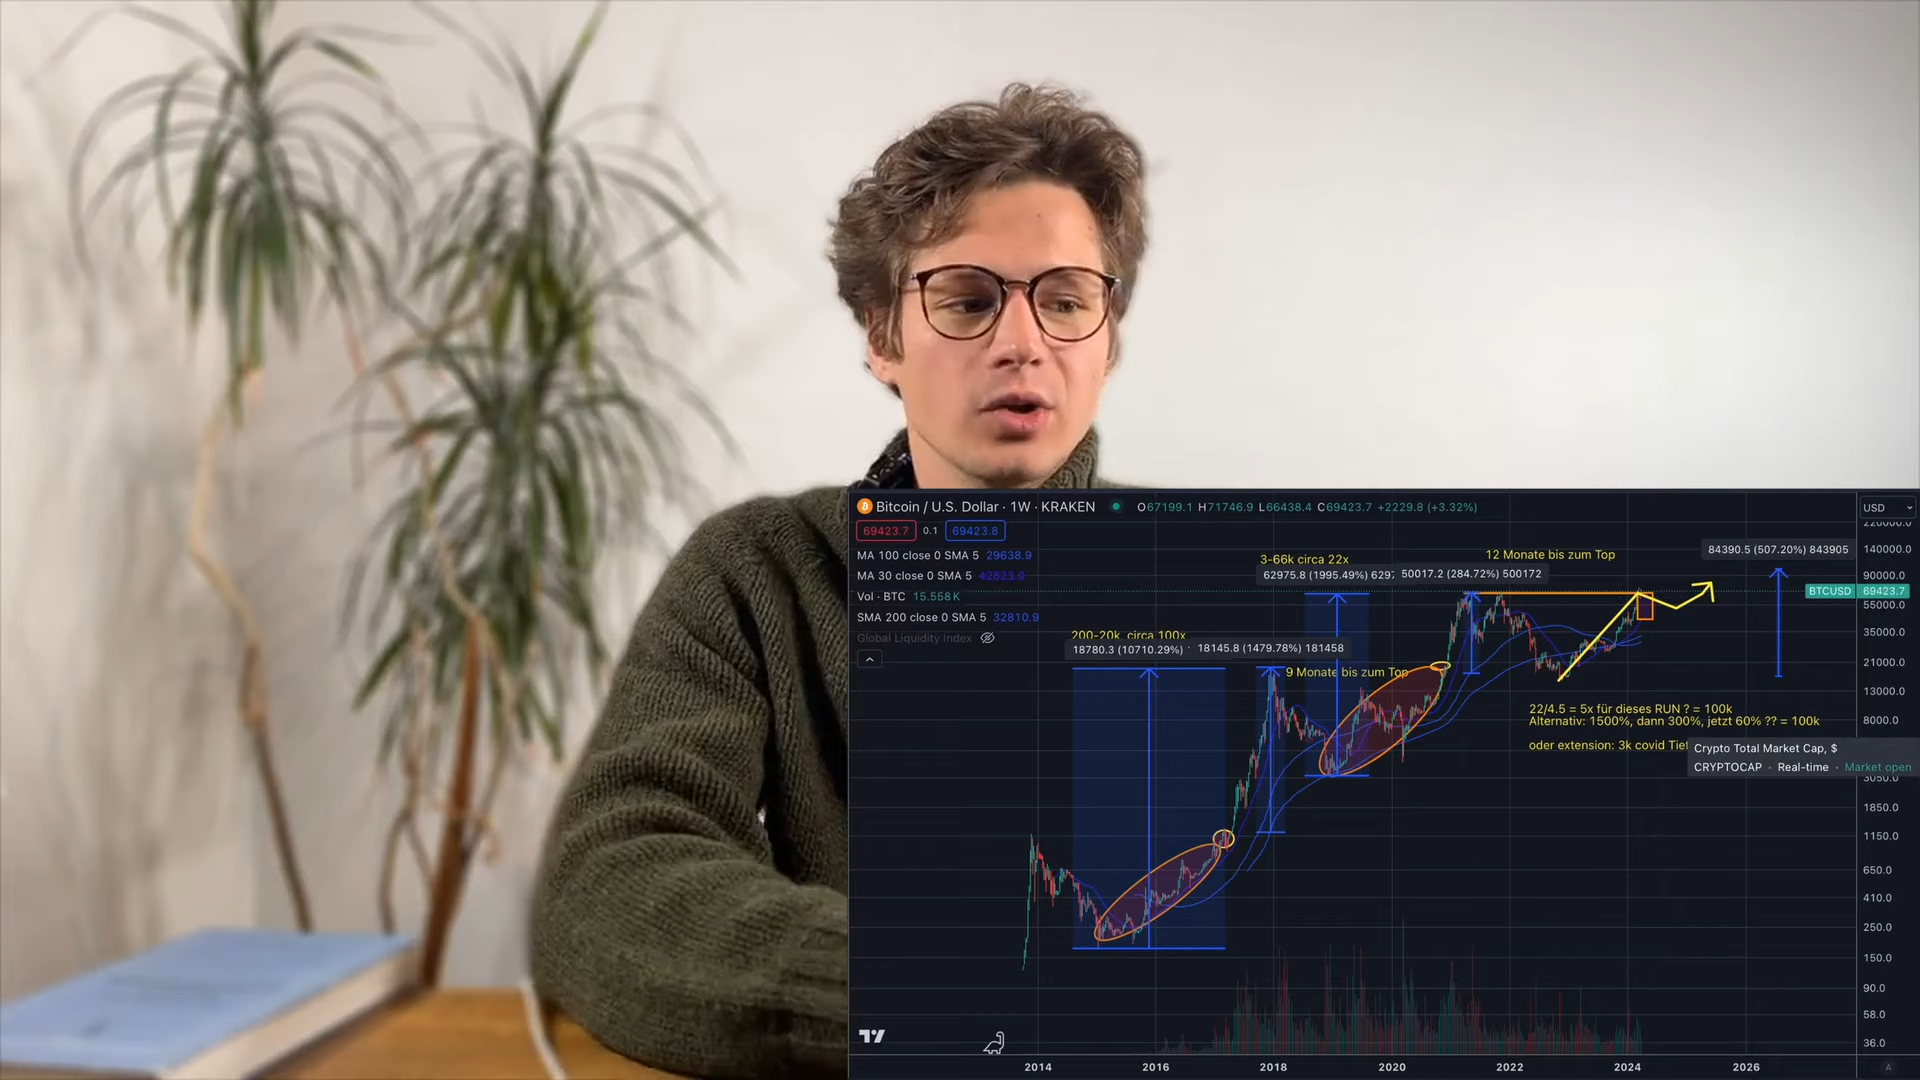 Bitcoin / U.S. Dollar · 1W · KRAKEN O67199.1 H71746.9 L66438.4 C69423.7 +2229.8 (+3.32%)
USD
69423.7 0.1 69423.8
MA 100 close 0 SMA 5 29638.9
MA 30 close 0 SMA 5 42823.9
Vol · BTC 15.558K
SMA 200 close 0 SMA 5 32810.9
Global Liquidity Index
3-66k circa 22x
62975.8 (1995.49%) 50017.2 (284.72%) 500172
12 Monate bis zum Top
84390.5 (507.20%) 843905
200-20k, circa 100x
18780.3 (10710.29%) 18145.8 (1479.78%) 181458
9 Monate bis zum Top
22/4.5 = 5x für dieses RUN ? = 100k
Alternativ: 1500%, dann 300%, jetzt 60% ?? = 100k
oder extension: 3k covid Tief
Crypto Total Market Cap, $
CRYPTOCAP · Real-time · Market open
220000.0
140000.0
90000.0
BTCUSD 69423.7
55000.0
35000.0
21000.0
13000.0
8000.0
3050.0
1850.0
1150.0
650.0
410.0
250.0
150.0
90.0
58.0
36.0
2014 2016 2018 2020 2022 2024 2026
A